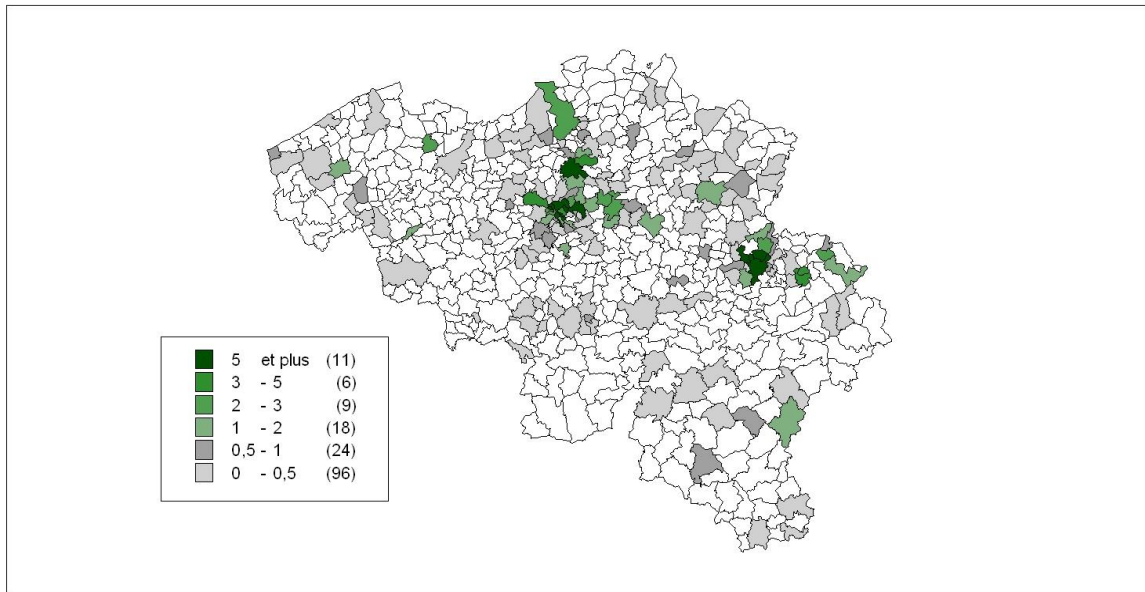 5 et plus (11)
3 - 5 (6)
2 - 3 (9)
1 - 2 (18)
0,5 - 1 (24)
0 - 0,5 (96)